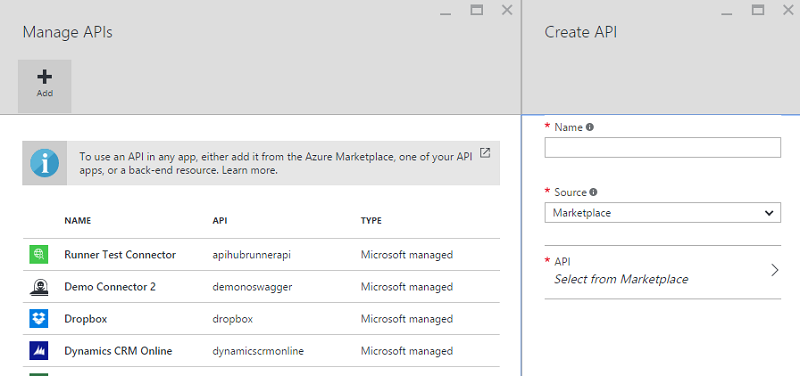 Manage APIs
Add
To use an API in any app, either add it from the Azure Marketplace, one of your API
apps, or a back-end resource. Learn more.
NAME API TYPE
Runner Test Connector apihubrunnerapi Microsoft managed
Demo Connector 2 demonoswagger Microsoft managed
Dropbox dropbox Microsoft managed
Dynamics CRM Online dynamicscrmonline Microsoft managed
Create API
* Name
* Source
Marketplace
* API
Select from Marketplace